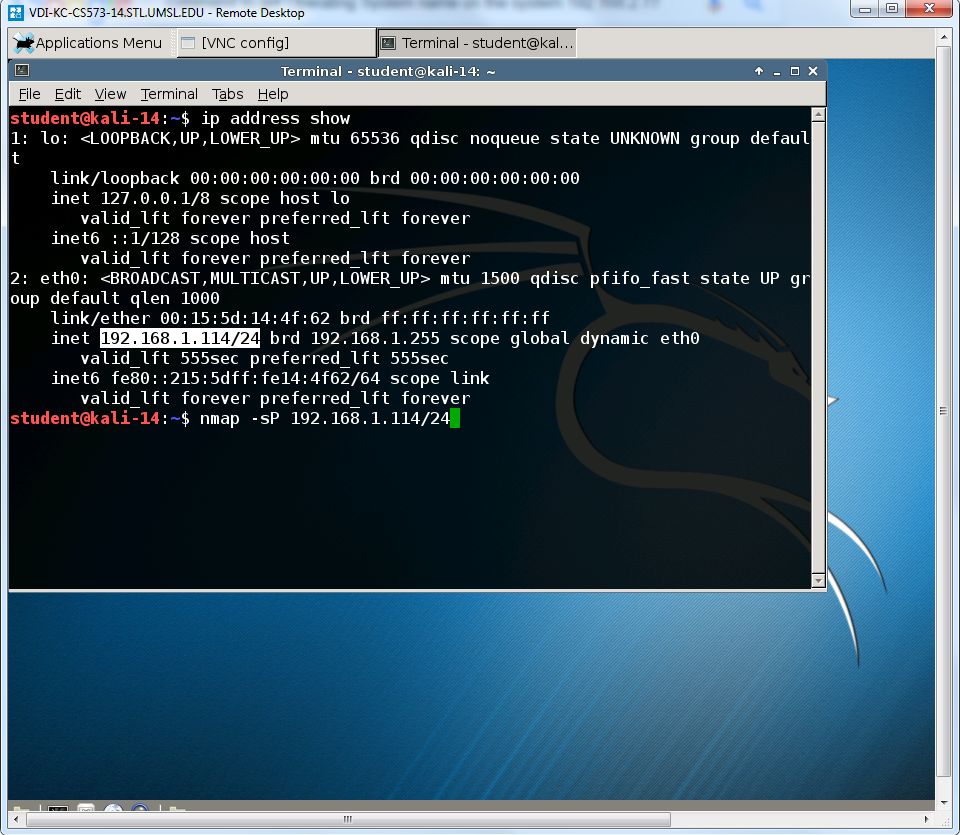 VDI-KC-CS573-14.STL.UMSL.EDU - Remote Desktop
Applications Menu [VNC config] Terminal - student@kal...
Terminal - student@kali-14: ~
File Edit View Terminal Tabs Help
student@kali-14:~$ ip address show
1: lo: <LOOPBACK,UP,LOWER_UP> mtu 65536 qdisc noqueue state UNKNOWN group defaul
t
link/loopback 00:00:00:00:00:00 brd 00:00:00:00:00:00
inet 127.0.0.1/8 scope host lo
valid_lft forever preferred_lft forever
inet6 ::1/128 scope host
valid_lft forever preferred_lft forever
2: eth0: <BROADCAST,MULTICAST,UP,LOWER_UP> mtu 1500 qdisc pfifo_fast state UP gr
oup default qlen 1000
link/ether 00:15:5d:14:4f:62 brd ff:ff:ff:ff:ff:ff
inet 192.168.1.114/24 brd 192.168.1.255 scope global dynamic eth0
valid_lft 555sec preferred_lft 555sec
inet6 fe80::215:5dff:fe14:4f62/64 scope link
valid_lft forever preferred_lft forever
student@kali-14:~$ nmap -sP 192.168.1.114/24